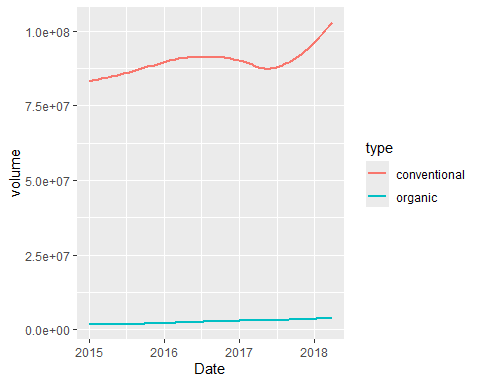 1.0e+08
7.5e+07
5.0e+07
2.5e+07
0.0e+00
volume
2015 2016 2017 2018
Date
type
conventional
organic